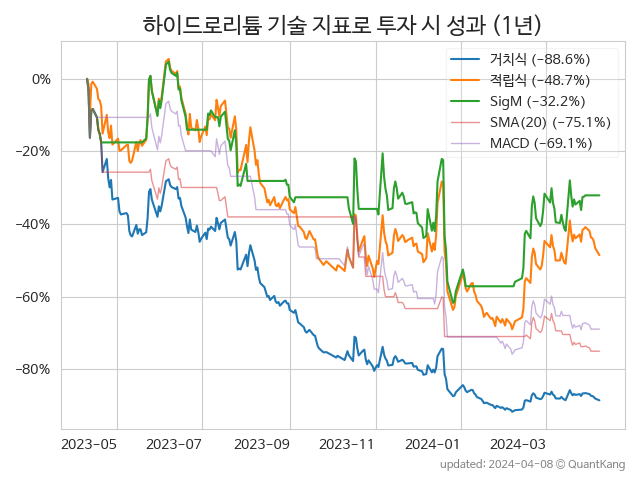 하이드로리튬 기술 지표로 투자 시 성과 (1년)
거치식 (−88.6%)
적립식 (−48.7%)
SigM (−32.2%)
SMA(20) (−75.1%)
MACD (−69.1%)
0%
−20%
−40%
−60%
−80%
2023-05 2023-07 2023-09 2023-11 2024-01 2024-03
updated: 2024-04-08 © QuantKang